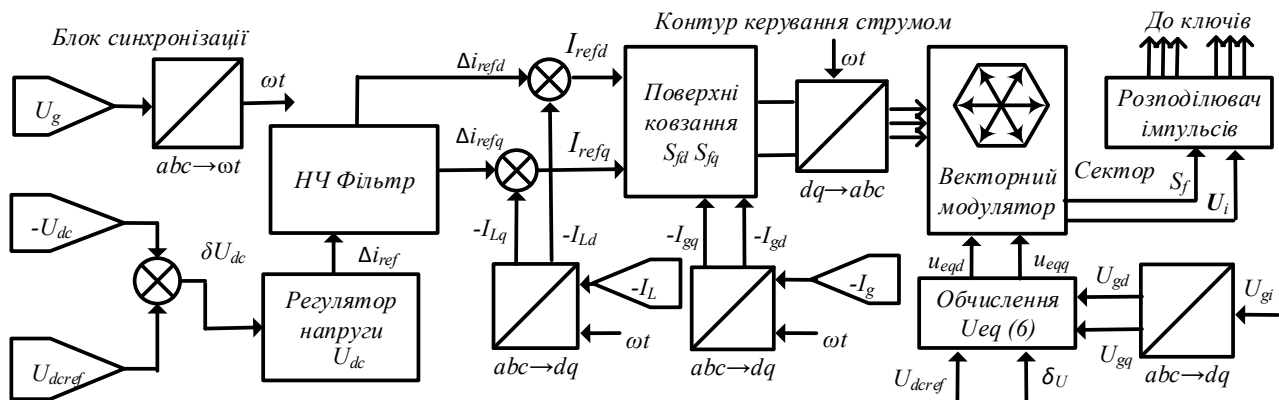 Блок синхронізації
U_g
ωt
abc→ωt
-U_dc
δU_dc
U_dcref
НЧ Фільтр
Δi_ref
Регулятор
напруги
U_dc
Δi_refd
Δi_refq
I_refd
I_refq
-I_Lq
-I_Ld
-I_L
ωt
abc→dq
Контур керування струмом
Поверхні
ковзання
S_fd S_fq
ωt
dq→abc
-I_gq
-I_gd
-I_g
ωt
abc→dq
Векторний
модулятор
Сектор
S_f
U_i
До ключів
Розподілювач
імпульсів
u_eqd
u_eqq
Обчислення
Ueq (6)
U_dcref
δ_U
U_gd
U_gq
U_gi
abc→dq